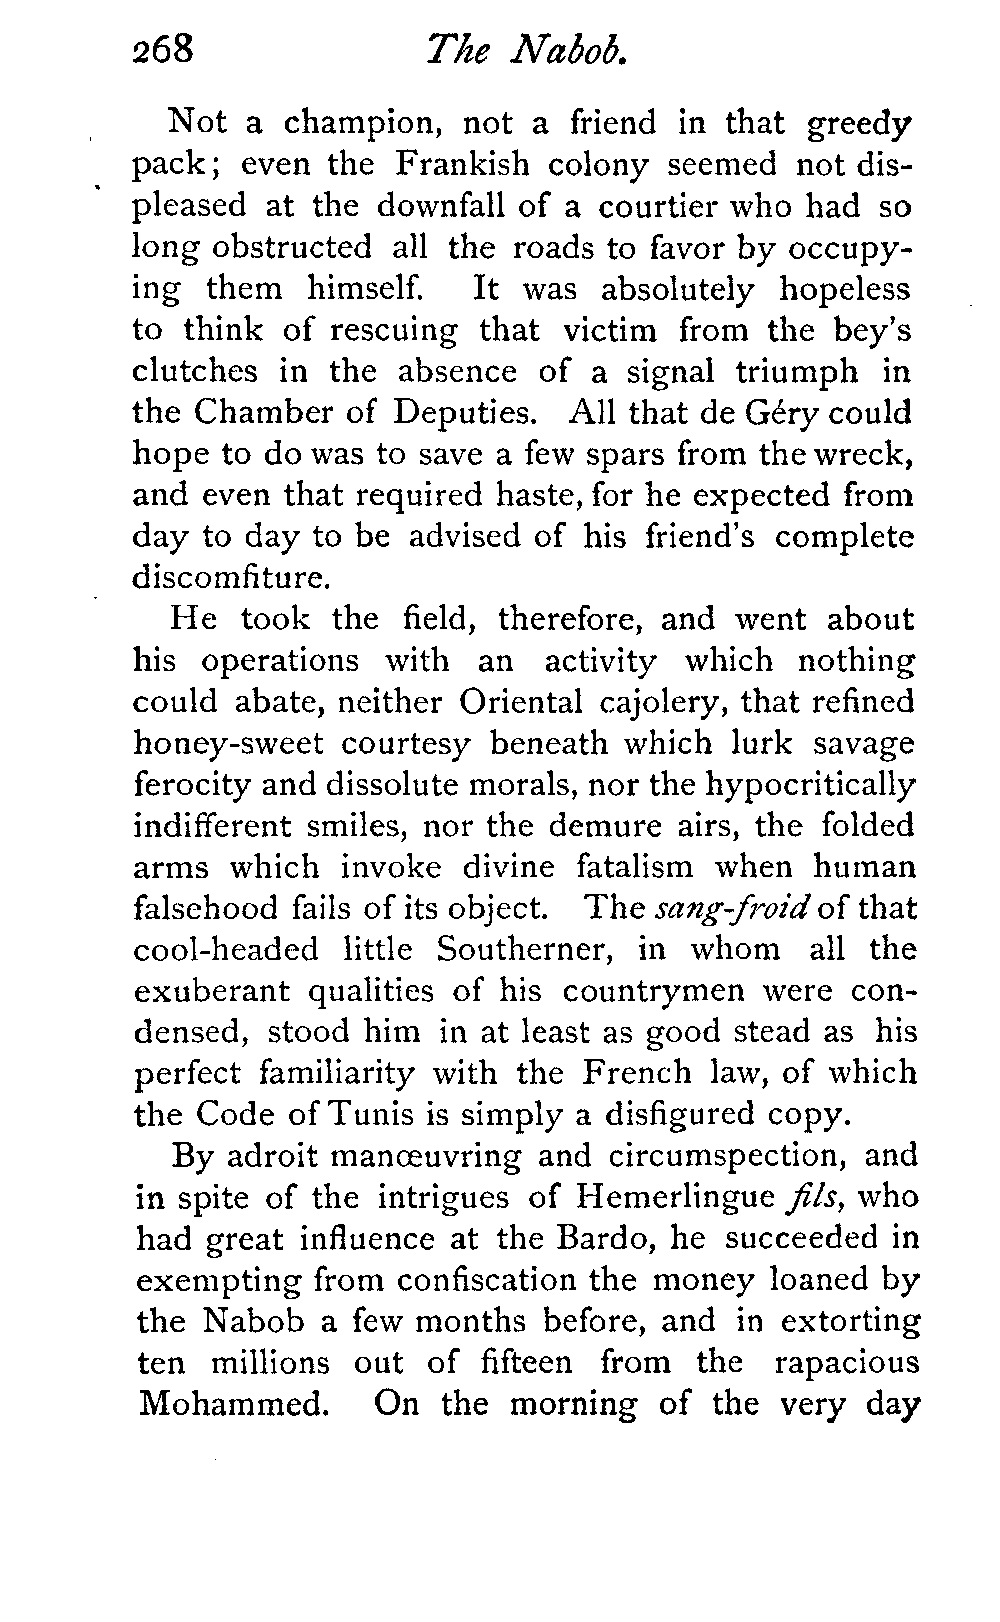 268 The Nabob.
Not a champion, not a friend in that greedy
pack; even the Frankish colony seemed not dis-
pleased at the downfall of a courtier who had so
long obstructed all the roads to favor by occupy-
ing them himself. It was absolutely hopeless
to think of rescuing that victim from the bey's
clutches in the absence of a signal triumph in
the Chamber of Deputies. All that de Géry could
hope to do was to save a few spars from the wreck,
and even that required haste, for he expected from
day to day to be advised of his friend's complete
discomfiture.
He took the field, therefore, and went about
his operations with an activity which nothing
could abate, neither Oriental cajolery, that refined
honey-sweet courtesy beneath which lurk savage
ferocity and dissolute morals, nor the hypocritically
indifferent smiles, nor the demure airs, the folded
arms which invoke divine fatalism when human
falsehood fails of its object. The sang-froid of that
cool-headed little Southerner, in whom all the
exuberant qualities of his countrymen were con-
densed, stood him in at least as good stead as his
perfect familiarity with the French law, of which
the Code of Tunis is simply a disfigured copy.
By adroit manœuvring and circumspection, and
in spite of the intrigues of Hemerlingue fils, who
had great influence at the Bardo, he succeeded in
exempting from confiscation the money loaned by
the Nabob a few months before, and in extorting
ten millions out of fifteen from the rapacious
Mohammed. On the morning of the very day